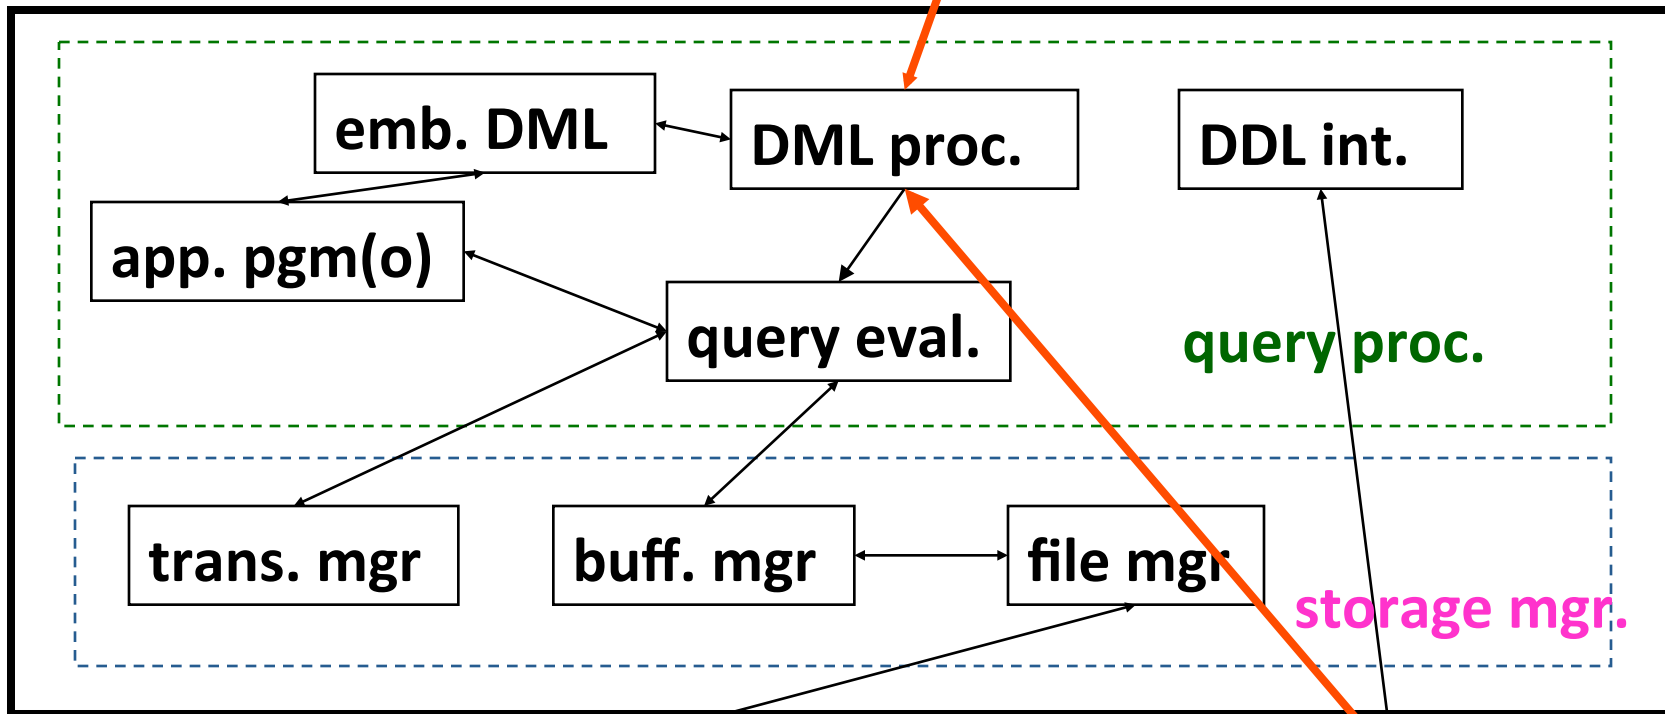 emb. DML
DML proc.
DDL int.
app. pgm(o)
query eval.
query proc.
trans. mgr
buff. mgr
file mgr
storage mgr.